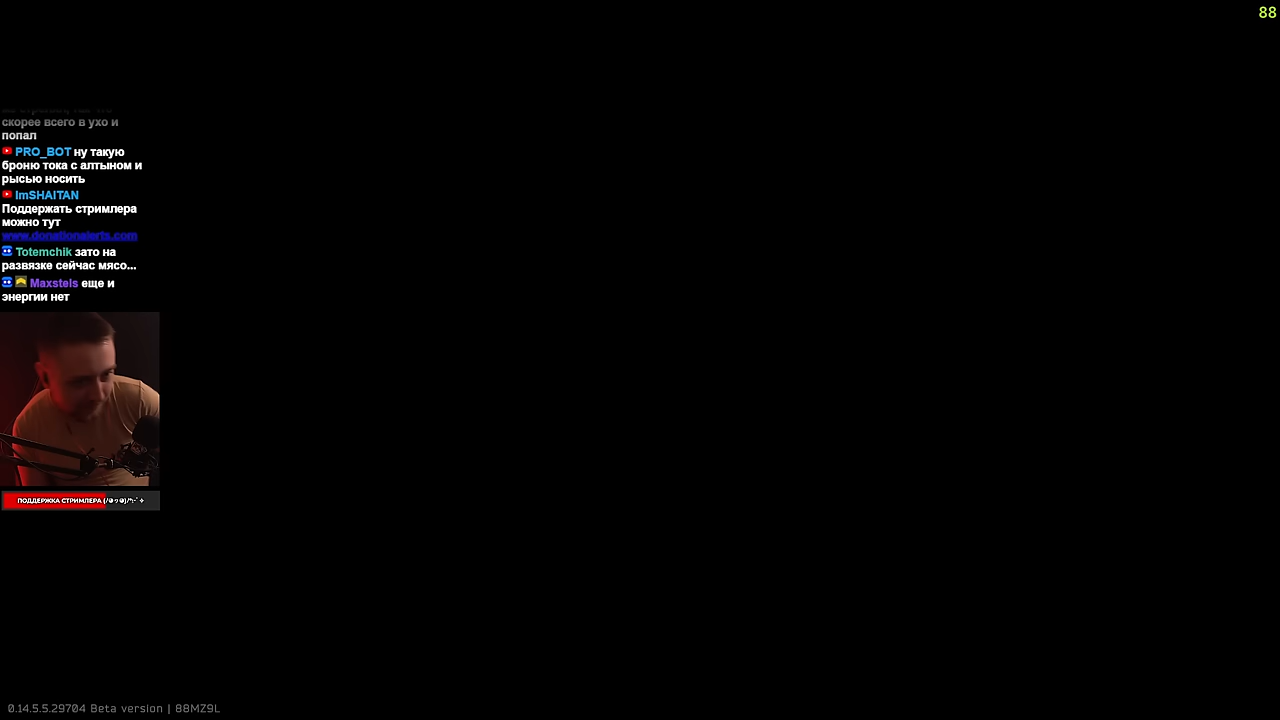 88
скорее всего в ухо и
попал
PRO_BOT ну такую
броню тока с алтыном и
рысью носить
ImSHAITAN
Поддержать стримлера
можно тут
www.donationalerts.com
Totemchik зато на
развязке сейчас мясо...
Maxstels еще и
энергии нет
ПОДДЕРЖКА СТРИМЛЕРА
0.14.5.5.29704 Beta version | 88MZ9L